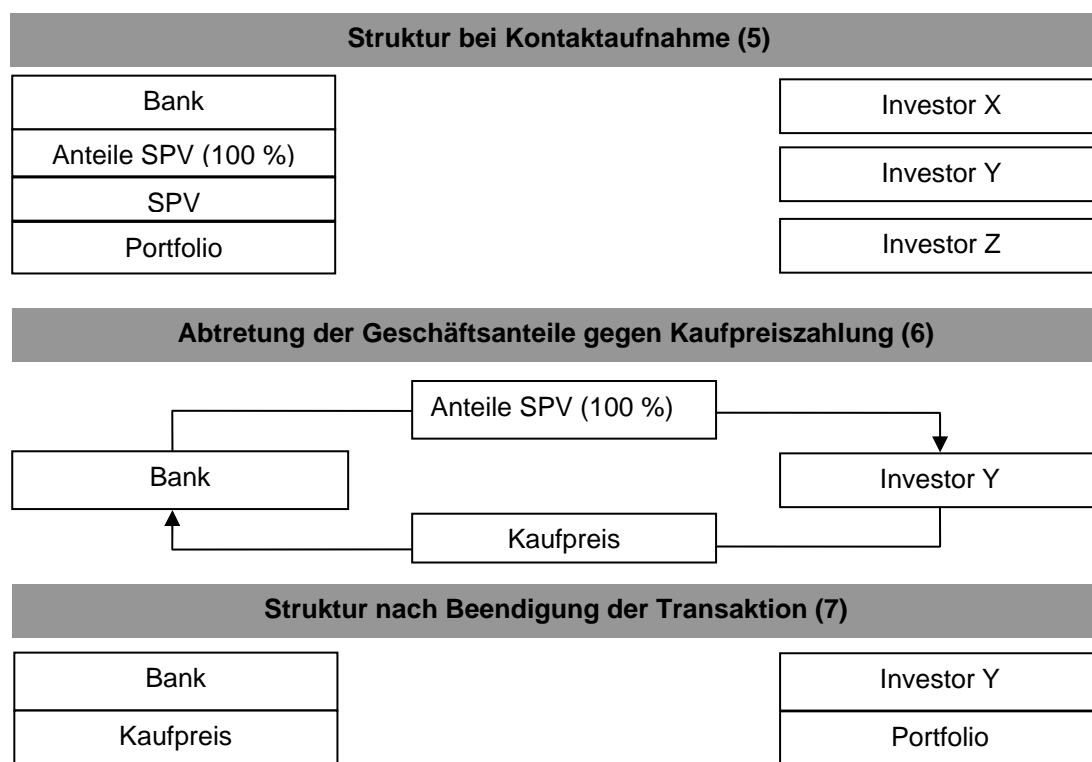 Struktur bei Kontaktaufnahme (5)
Bank
Anteile SPV (100 %)
SPV
Portfolio
Investor X
Investor Y
Investor Z
Abtretung der Geschäftsanteile gegen Kaufpreiszahlung (6)
Anteile SPV (100 %)
Bank
Investor Y
Kaufpreis
Struktur nach Beendigung der Transaktion (7)
Bank
Kaufpreis
Investor Y
Portfolio